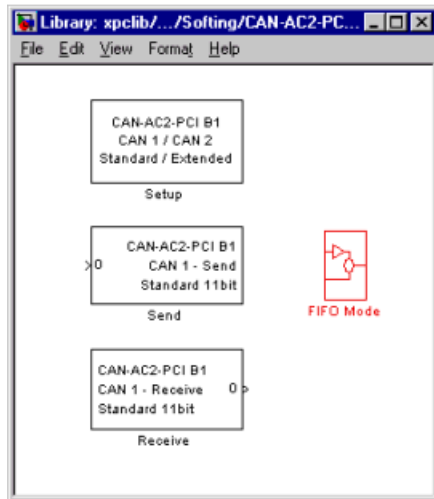 Library: xpclib/.../Softing/CAN-AC2-PC...
File Edit View Format Help
CAN-AC2-PCI B1
CAN 1 / CAN 2
Standard / Extended
Setup
CAN-AC2-PCI B1
0 CAN 1 - Send
Standard 11bit
Send
FIFO Mode
CAN-AC2-PCI B1
CAN 1 - Receive 0
Standard 11bit
Receive